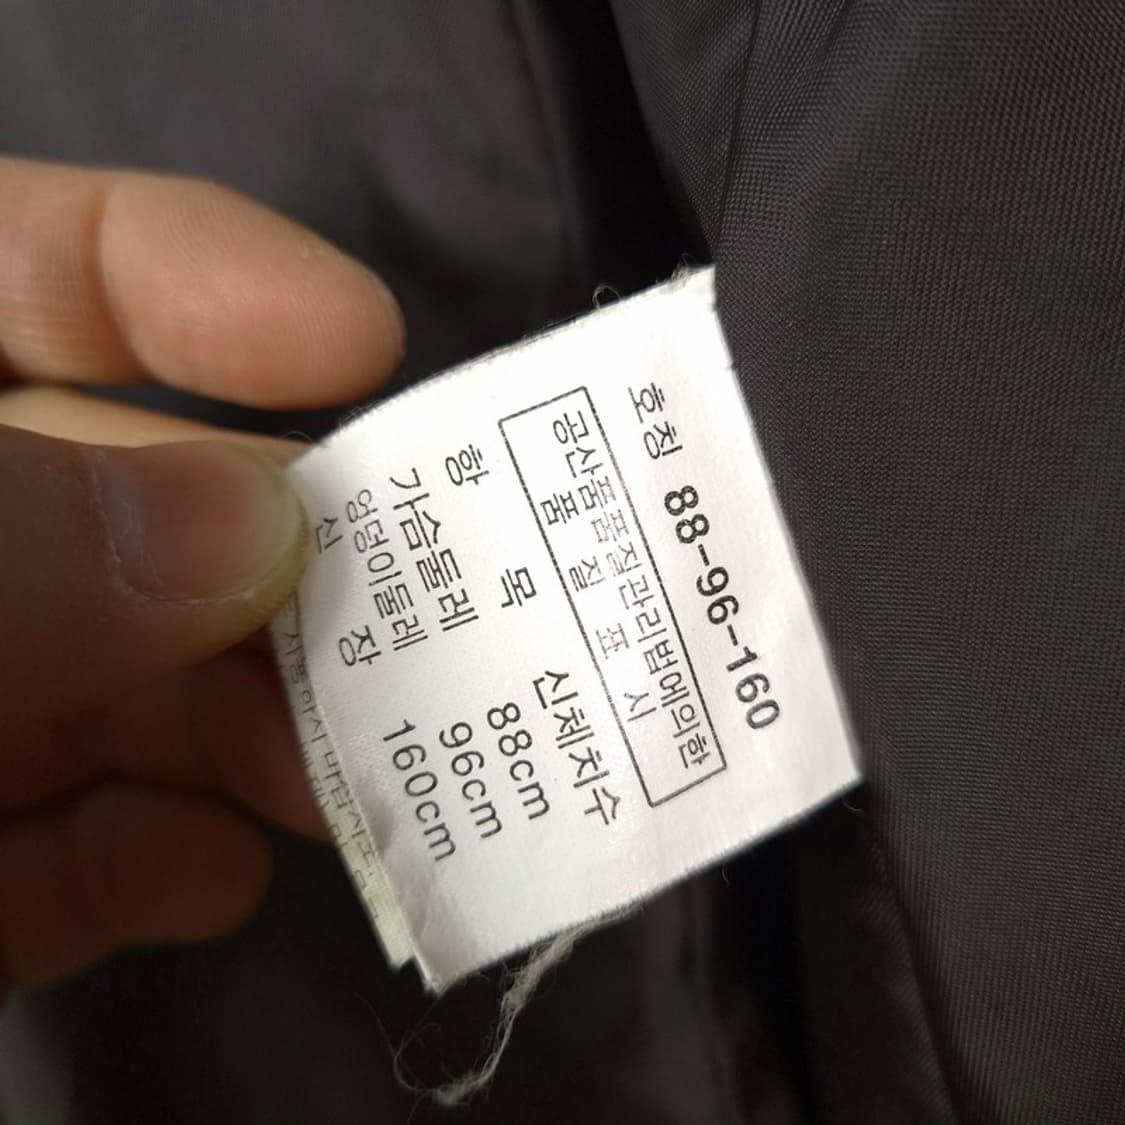 호칭 88-96-160
공산품품질관리법에의한
품 질 표 시
항 목 신체치수
가슴둘레 88cm
엉덩이둘레 96cm
신 장 160cm